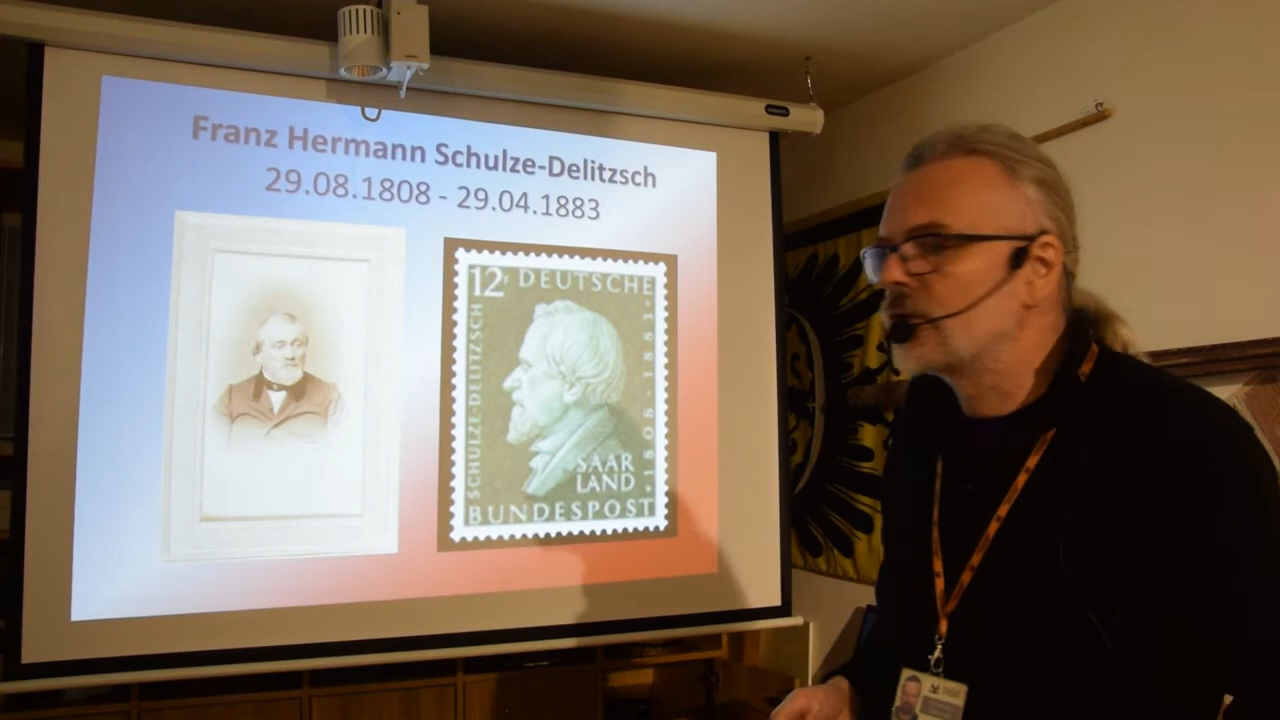 Franz Hermann Schulze-Delitzsch
29.08.1808 - 29.04.1883
12
DEUTSCHE
SCHULZE-DELITZSCH
·1808-1883·
SAAR
LAND
BUNDESPOST